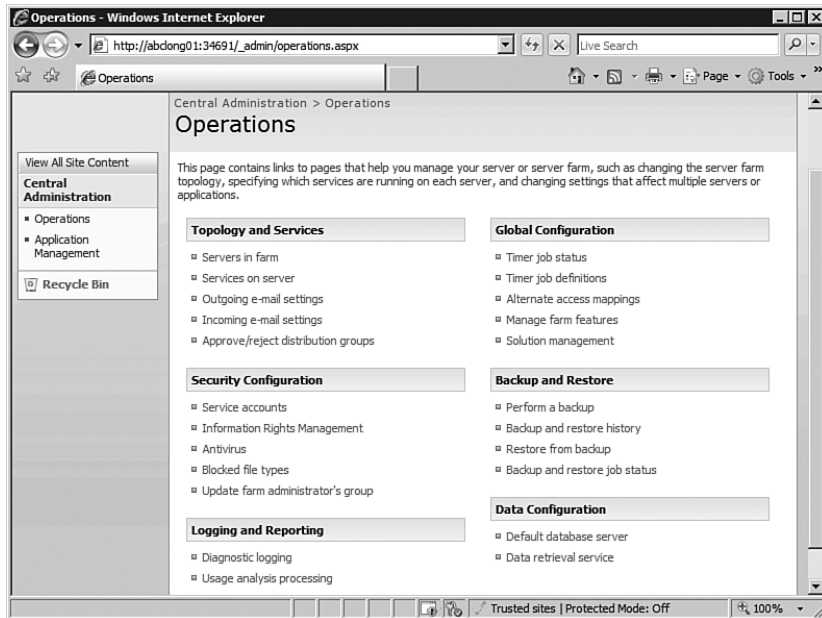 Operations - Windows Internet Explorer
http://abclong01:34691/_admin/operations.aspx
Live Search
Operations
Page
Tools
Central Administration > Operations
Operations
View All Site Content
Central
Administration
Operations
Application
Management
Recycle Bin
This page contains links to pages that help you manage your server or server farm, such as changing the server farm
topology, specifying which services are running on each server, and changing settings that affect multiple servers or
applications.
Topology and Services
Servers in farm
Services on server
Outgoing e-mail settings
Incoming e-mail settings
Approve/reject distribution groups
Security Configuration
Service accounts
Information Rights Management
Antivirus
Blocked file types
Update farm administrator's group
Logging and Reporting
Diagnostic logging
Usage analysis processing
Global Configuration
Timer job status
Timer job definitions
Alternate access mappings
Manage farm features
Solution management
Backup and Restore
Perform a backup
Backup and restore history
Restore from backup
Backup and restore job status
Data Configuration
Default database server
Data retrieval service
Trusted sites | Protected Mode: Off
100%